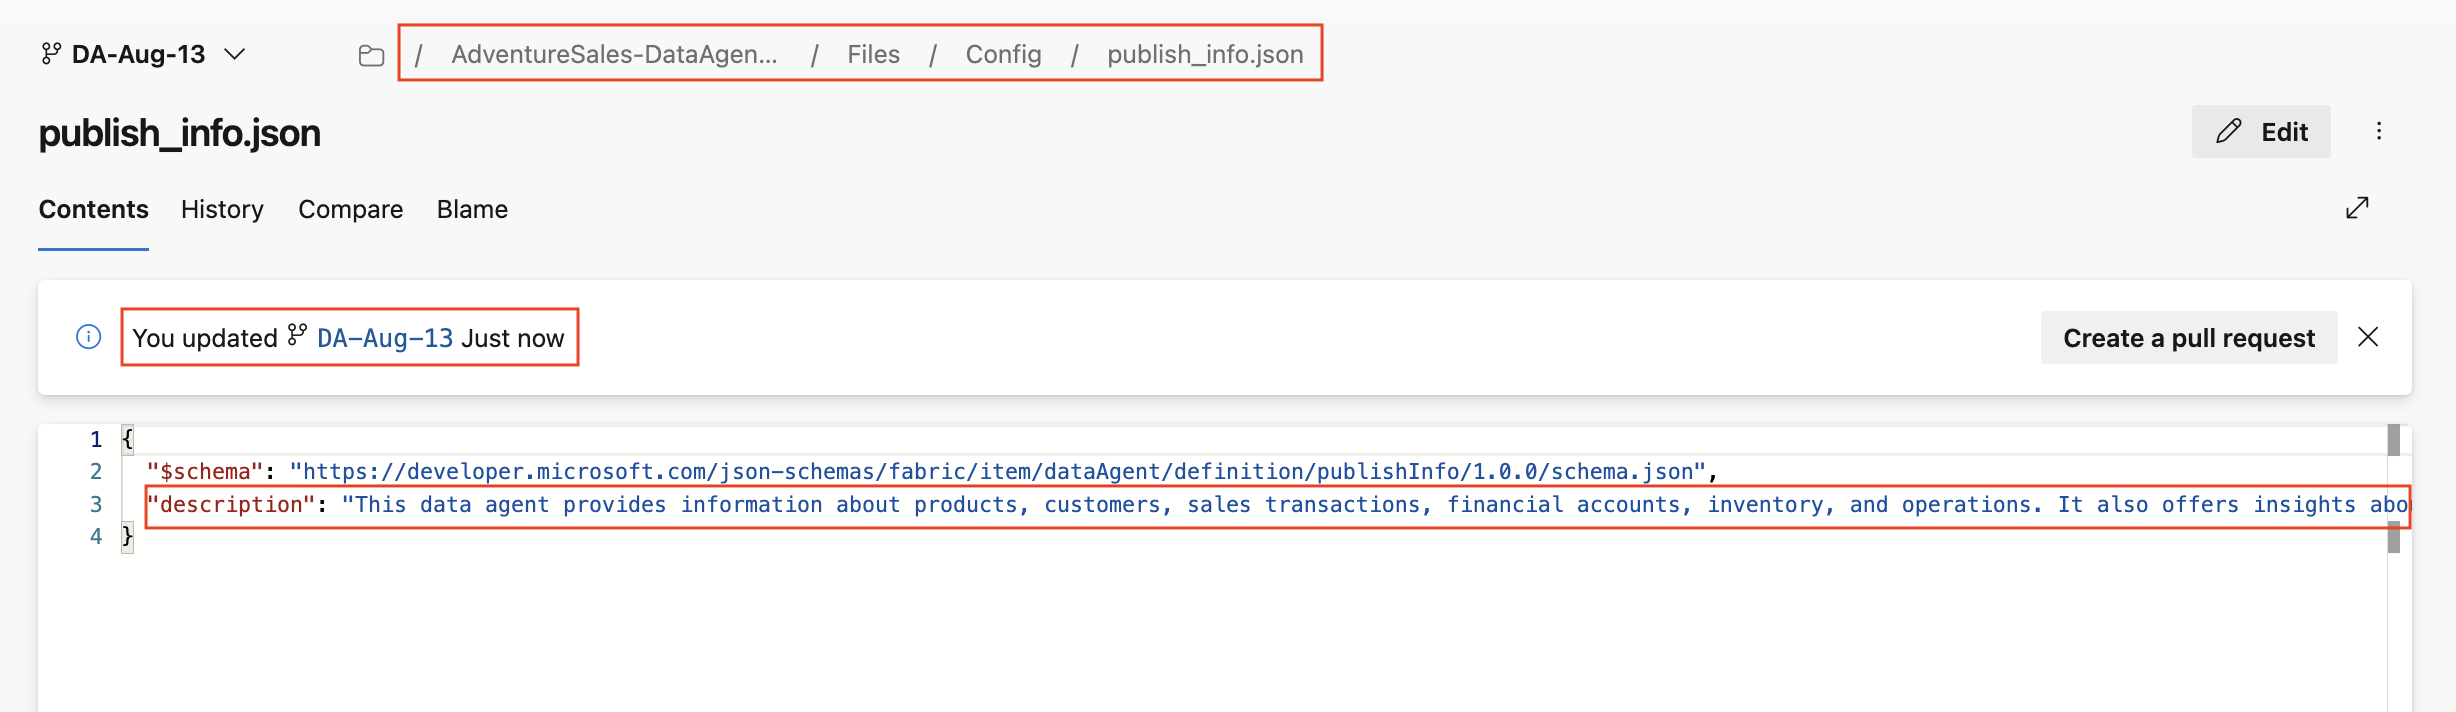 DA-Aug-13 / AdventureSales-DataAgen... / Files / Config / publish_info.json
publish_info.json
Edit
Contents History Compare Blame
You updated DA-Aug-13 Just now
Create a pull request
1 {
2 "$schema": "https://developer.microsoft.com/json-schemas/fabric/item/dataAgent/definition/publishInfo/1.0.0/schema.json",
3 "description": "This data agent provides information about products, customers, sales transactions, financial accounts, inventory, and operations. It also offers insights abo
4 }